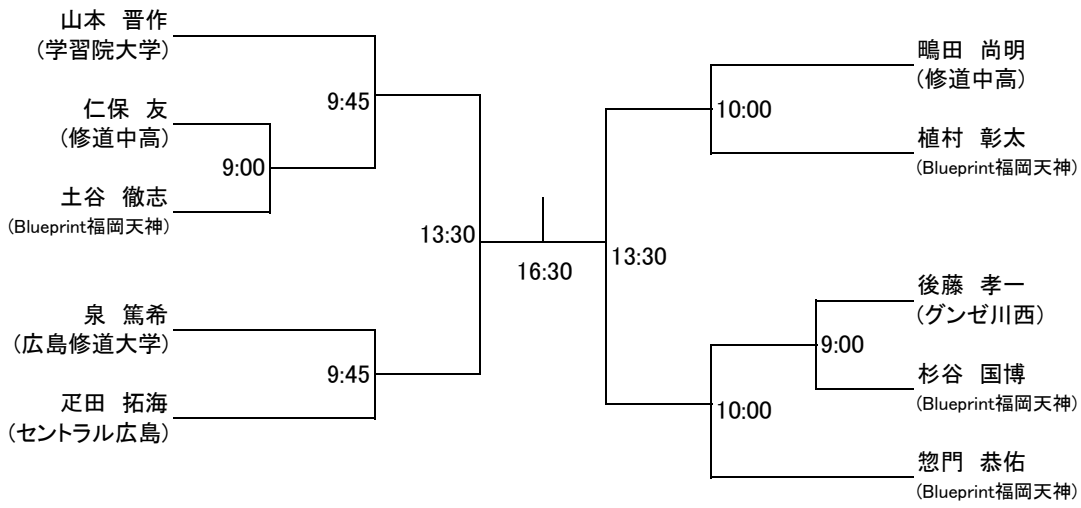 山本　晋作
(学習院大学)
仁保　友
(修道中高)
土谷　徹志
(Blueprint福岡天神)
泉　篤希
(広島修道大学)
疋田　拓海
(セントラル広島)
9:45
9:00
9:45
13:30
16:30
13:30
10:00
9:00
10:00
鴫田　尚明
(修道中高)
植村　彰太
(Blueprint福岡天神)
後藤　孝一
(グンゼ川西)
杉谷　国博
(Blueprint福岡天神)
惣門　恭佑
(Blueprint福岡天神)